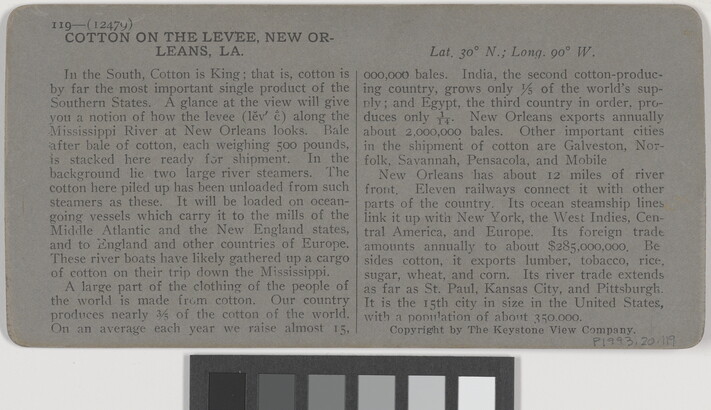 119—(12479)
COTTON ON THE LEVEE, NEW OR-
LEANS, LA.
In the South, Cotton is King; that is, cotton is
by far the most important single product of the
Southern States. A glance at the view will give
you a notion of how the levee (lĕv' ē̆) along the
Mississippi River at New Orleans looks. Bale
after bale of cotton, each weighing 500 pounds,
is stacked here ready for shipment. In the
background lie two large river steamers. The
cotton here piled up has been unloaded from such
steamers as these. It will be loaded on ocean-
going vessels which carry it to the mills of the
Middle Atlantic and the New England states,
and to England and other countries of Europe.
These river boats have likely gathered up a cargo
of cotton on their trip down the Mississippi.
A large part of the clothing of the people of
the world is made from cotton. Our country
produces nearly ⅗ of the cotton of the world.
On an average each year we raise almost 15,
Lat. 30° N.; Long. 90° W.
000,000 bales. India, the second cotton-produc-
ing country, grows only ⅕ of the world's sup-
ply; and Egypt, the third country in order, pro-
duces only 1/14. New Orleans exports annually
about 2,000,000 bales. Other important cities
in the shipment of cotton are Galveston, Nor-
folk, Savannah, Pensacola, and Mobile
New Orleans has about 12 miles of river
front. Eleven railways connect it with other
parts of the country. Its ocean steamship lines
link it up with New York, the West Indies, Cen-
tral America, and Europe. Its foreign trade
amounts annually to about $285,000,000. Be
sides cotton, it exports lumber, tobacco, rice,
sugar, wheat, and corn. Its river trade extends
as far as St. Paul, Kansas City, and Pittsburgh.
It is the 15th city in size in the United States,
with a population of about 350,000.
Copyright by The Keystone View Company.
P1993.20.119